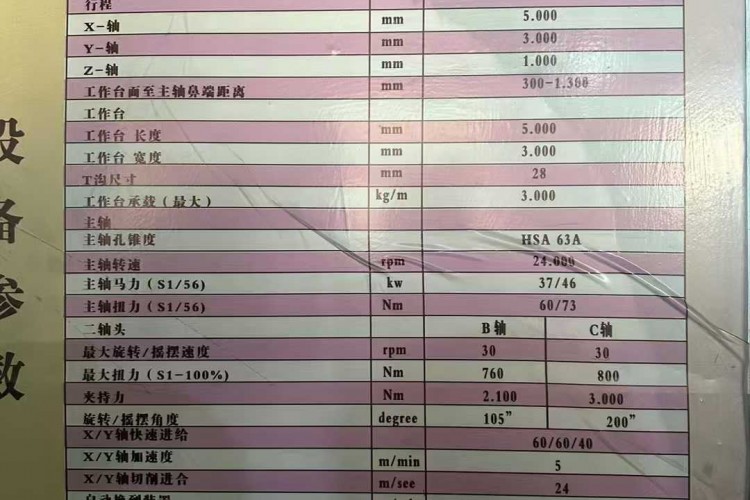 设备参数
行程
X-轴 mm 5.000
Y-轴 mm 3.000
Z-轴 mm 1.000
工作台面至主轴鼻端距离 mm 300-1.300
工作台
工作台 长度 mm 5.000
工作台 宽度 mm 3.000
T沟尺寸 mm 28
工作台承载(最大) kg/m 3.000
主轴
主轴孔锥度 HSA 63A
主轴转速 rpm 24.000
主轴马力(S1/56) kw 37/46
主轴扭力(S1/56) Nm 60/73
二轴头 B轴 C轴
最大旋转/摇摆速度 rpm 30 30
最大扭力(S1-100%) Nm 760 800
夹持力 Nm 2.100 3.000
旋转/摇摆角度 degree 105” 200”
X/Y轴快速进给 60/60/40
X/Y轴加速度 m/min 5
X/Y轴切削进合 m/see 24